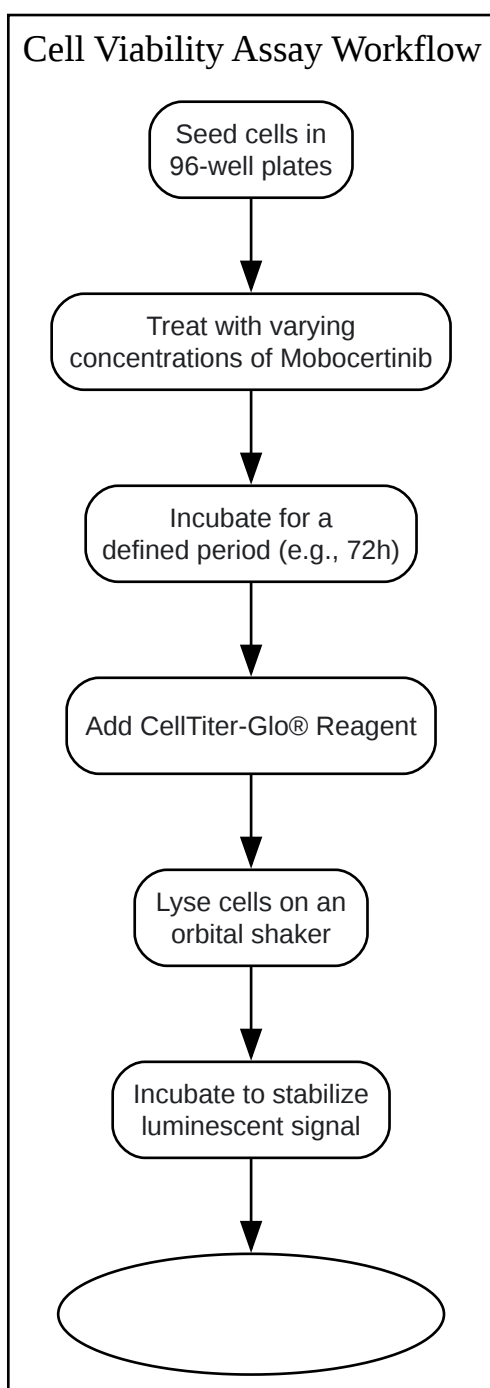 Cell Viability Assay Workflow
Seed cells in
96-well plates
Treat with varying
concentrations of Mobocertinib
Incubate for a
defined period (e.g., 72h)
Add CellTiter-Glo® Reagent
Lyse cells on an
orbital shaker
Incubate to stabilize
luminescent signal